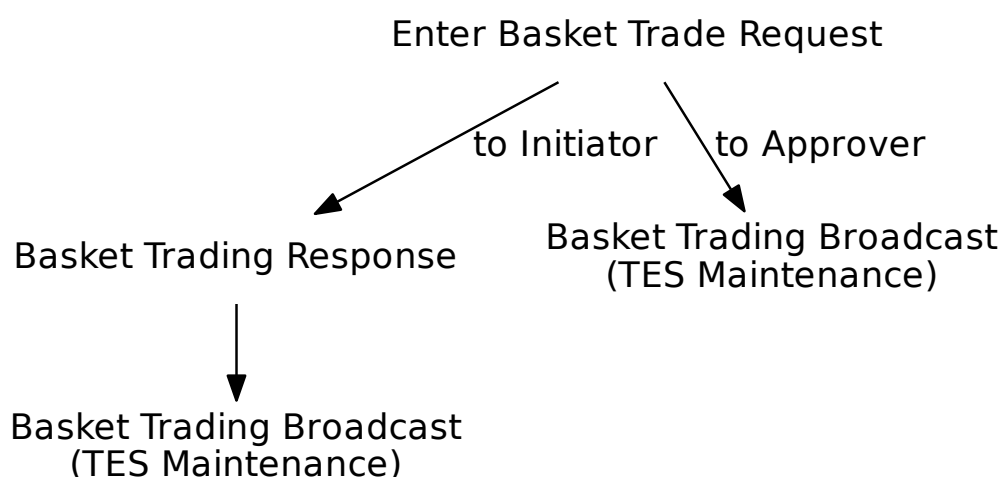 Enter Basket Trade Request
to Initiator
to Approver
Basket Trading Response
Basket Trading Broadcast
(TES Maintenance)
Basket Trading Broadcast
(TES Maintenance)